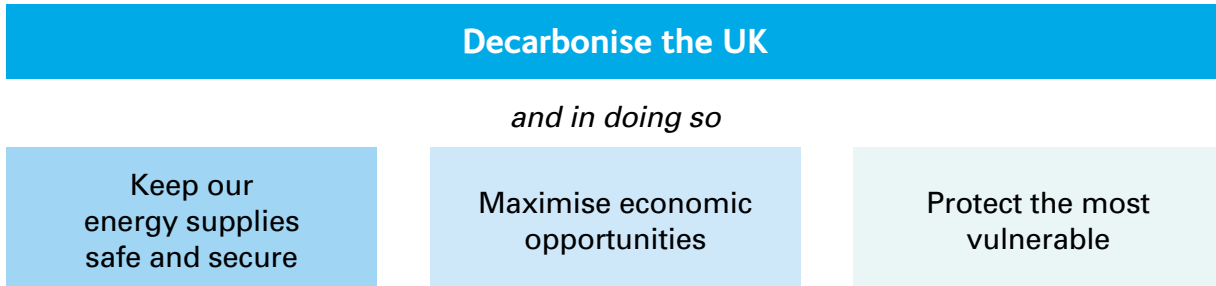 Decarbonise the UK
and in doing so
Keep our
energy supplies
safe and secure
Maximise economic
opportunities
Protect the most
vulnerable